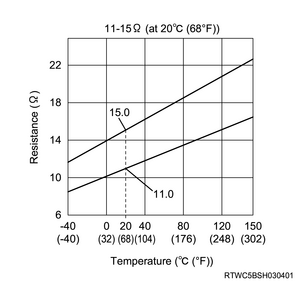 11-15Ω (at 20℃ (68°F))
Resistance (Ω)
22
18
14
10
6
15.0
11.0
-40 0 20 40 80 120 150
(-40) (32) (68) (104) (176) (248) (302)
Temperature (℃ (°F))
RTWC5BSH030401